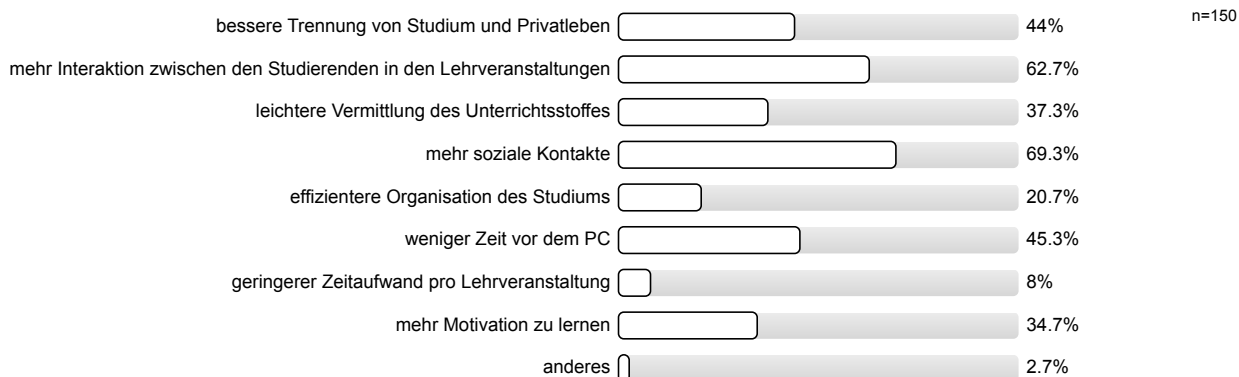 bessere Trennung von Studium und Privatleben 44% n=150
mehr Interaktion zwischen den Studierenden in den Lehrveranstaltungen 62.7%
leichtere Vermittlung des Unterrichtsstoffes 37.3%
mehr soziale Kontakte 69.3%
effizientere Organisation des Studiums 20.7%
weniger Zeit vor dem PC 45.3%
geringerer Zeitaufwand pro Lehrveranstaltung 8%
mehr Motivation zu lernen 34.7%
anderes 2.7%